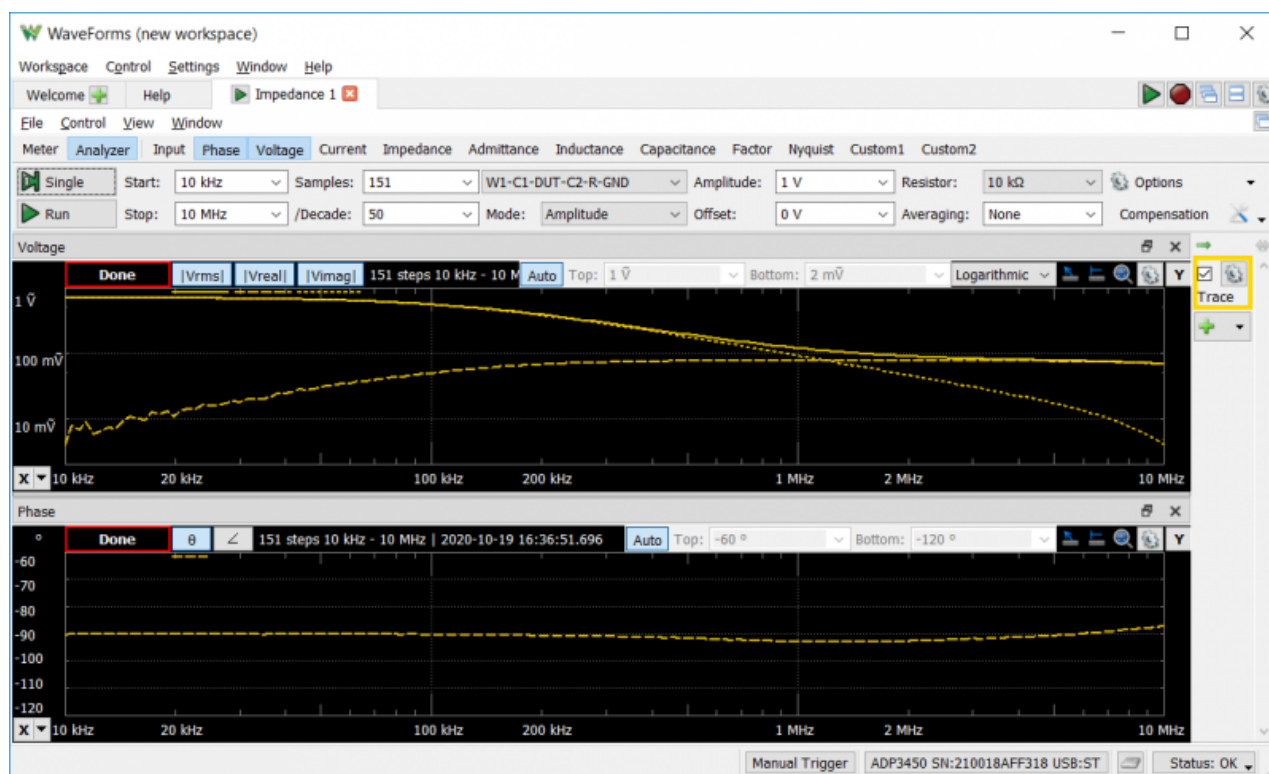 WaveForms (new workspace)
Workspace Control Settings Window Help
Welcome Help Impedance 1
File Control View Window
Meter Analyzer Input Phase Voltage Current Impedance Admittance Inductance Capacitance Factor Nyquist Custom1 Custom2
Single Start: 10 kHz Samples: 151 W1-C1-DUT-C2-R-GND Amplitude: 1 V Resistor: 10 kΩ Options
Run Stop: 10 MHz /Decade: 50 Mode: Amplitude Offset: 0 V Averaging: None Compensation
Voltage
Done |Vrms| |Vreal| |Vimag| 151 steps 10 kHz - 10 M Auto Top: 1 Ṽ Bottom: 2 mṼ Logarithmic Y
Trace
1 Ṽ
100 mṼ
10 mṼ
X 10 kHz 20 kHz 100 kHz 200 kHz 1 MHz 2 MHz 10 MHz
Phase
° Done θ ∠ 151 steps 10 kHz - 10 MHz | 2020-10-19 16:36:51.696 Auto Top: -60 ° Bottom: -120 ° Y
-60
-70
-80
-90
-100
-110
-120
X 10 kHz 20 kHz 100 kHz 200 kHz 1 MHz 2 MHz 10 MHz
Manual Trigger ADP3450 SN:210018AFF318 USB:ST Status: OK